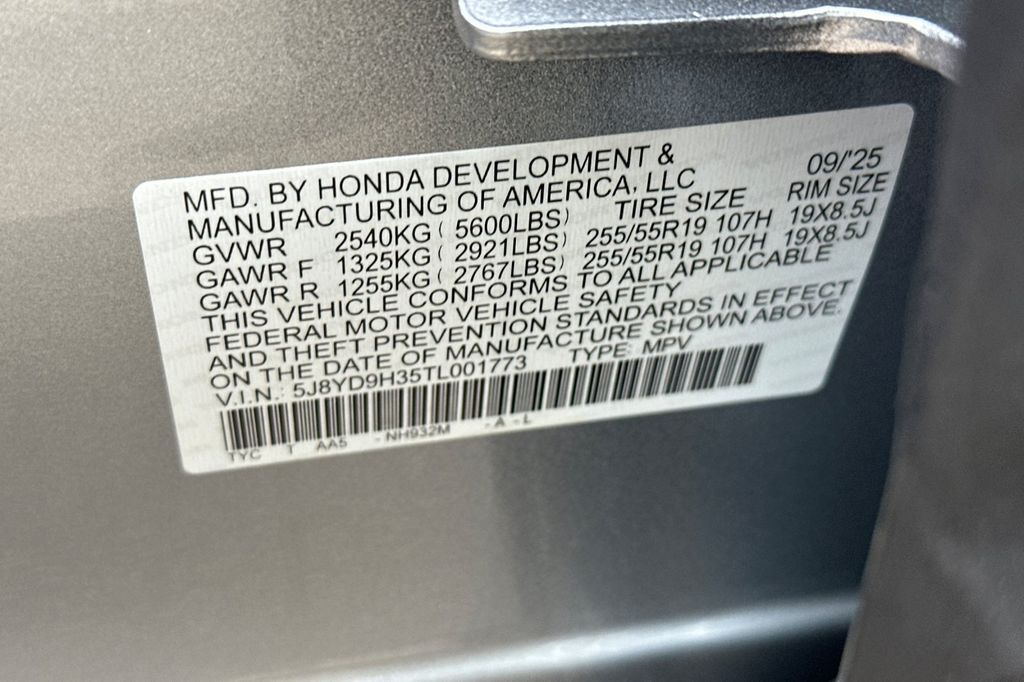 MFD. BY HONDA DEVELOPMENT & 09/'25
MANUFACTURING OF AMERICA, LLC
GVWR 2540KG ( 5600LBS) TIRE SIZE RIM SIZE
GAWR F 1325KG ( 2921LBS) 255/55R19 107H 19X8.5J
GAWR R 1255KG ( 2767LBS) 255/55R19 107H 19X8.5J
THIS VEHICLE CONFORMS TO ALL APPLICABLE
FEDERAL MOTOR VEHICLE SAFETY
AND THEFT PREVENTION STANDARDS IN EFFECT
ON THE DATE OF MANUFACTURE SHOWN ABOVE.
V.I.N.: 5J8YD9H35TL001773 TYPE: MPV
TYC T AA5 - NH932M - A - L